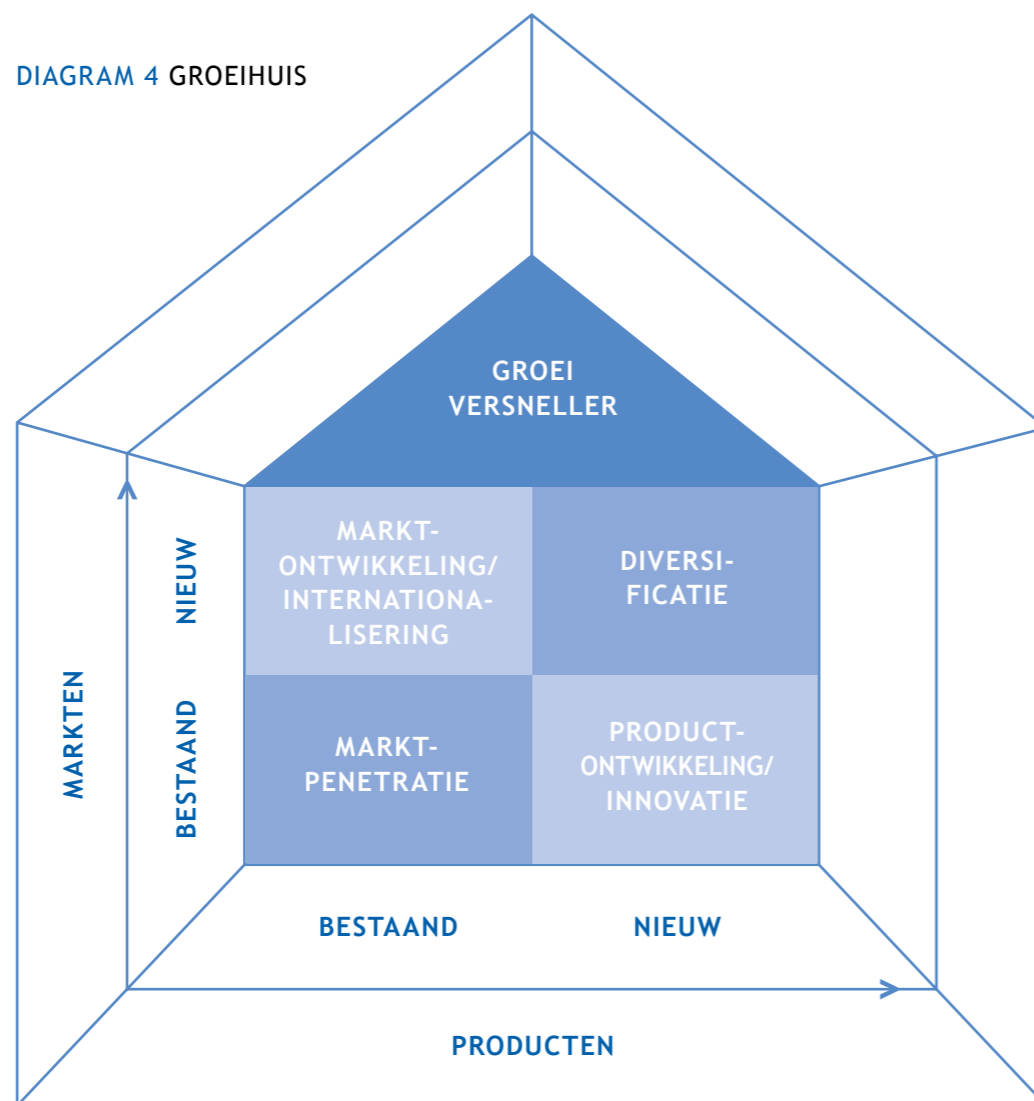 DIAGRAM 4 GROEIHUIS
GROEI
VERSNELLER
MARKT-
ONTWIKKELING/
INTERNATIONA-
LISERING
DIVERSI-
FICATIE
MARKT-
PENETRATIE
PRODUCT-
ONTWIKKELING/
INNOVATIE
MARKTEN
NIEUW
BESTAAND
BESTAAND
NIEUW
PRODUCTEN